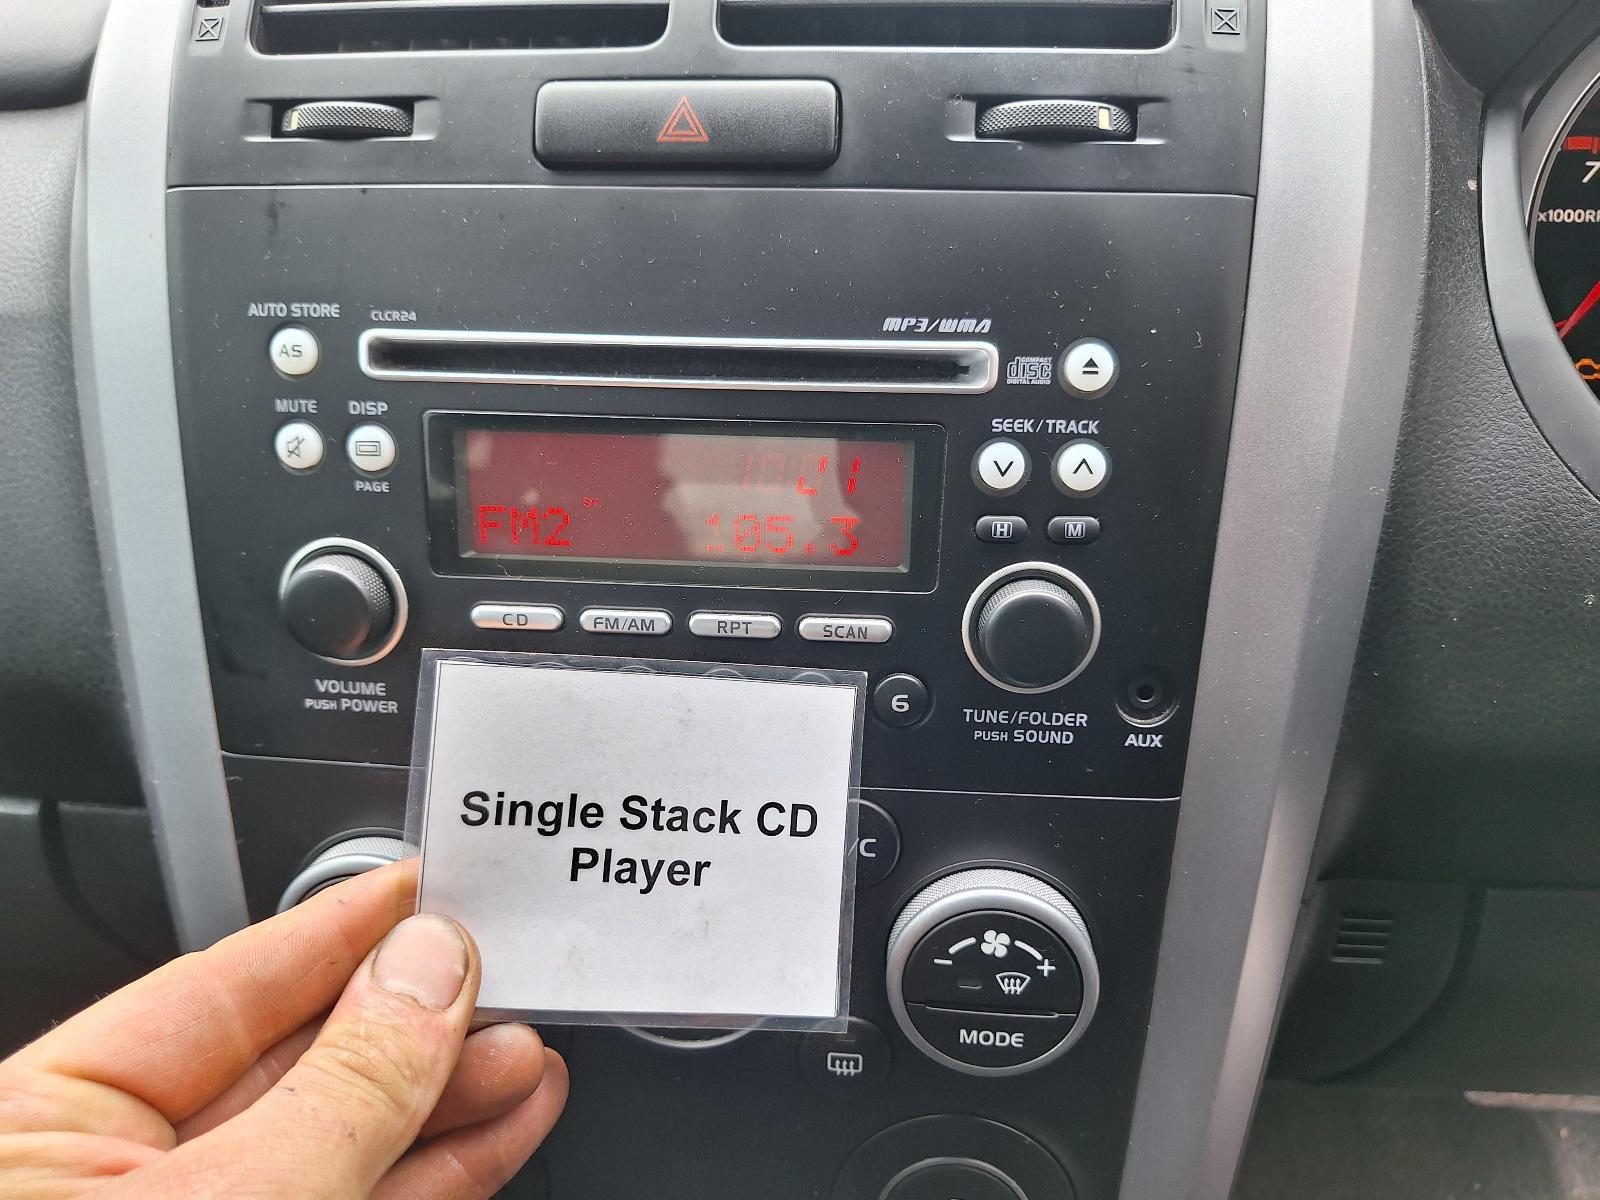 AUTO STORE
CLCR24
MP3/WMA
AS
COMPACT
disc
DIGITAL AUDIO
MUTE
DISP
SEEK/TRACK
PAGE
H
M
FM2
ST
105.3
CD
FM/AM
RPT
SCAN
VOLUME
PUSH POWER
6
TUNE/FOLDER
PUSH SOUND
AUX
Single Stack CD
Player
/C
- +
MODE
7
x1000R